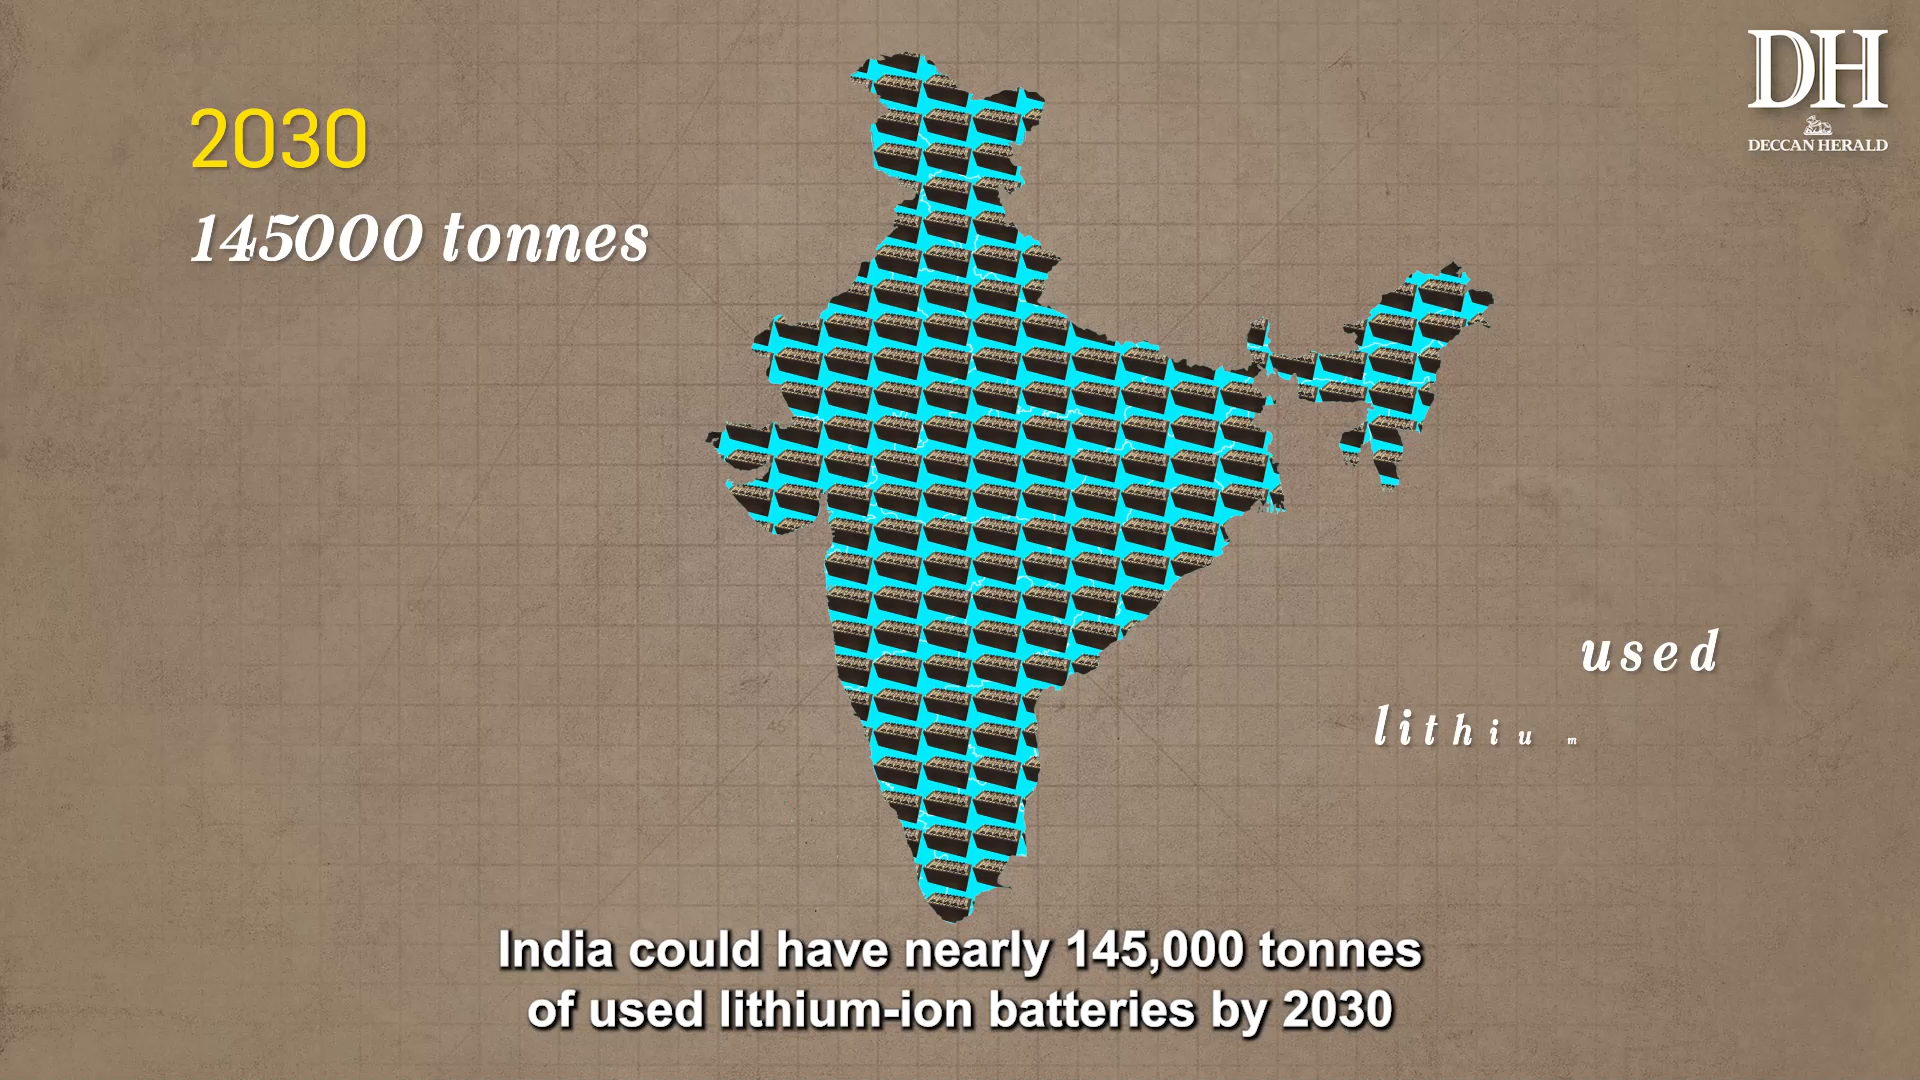 2030
145000 tonnes
DH
DECCAN HERALD
used
lithium
India could have nearly 145,000 tonnes
of used lithium-ion batteries by 2030